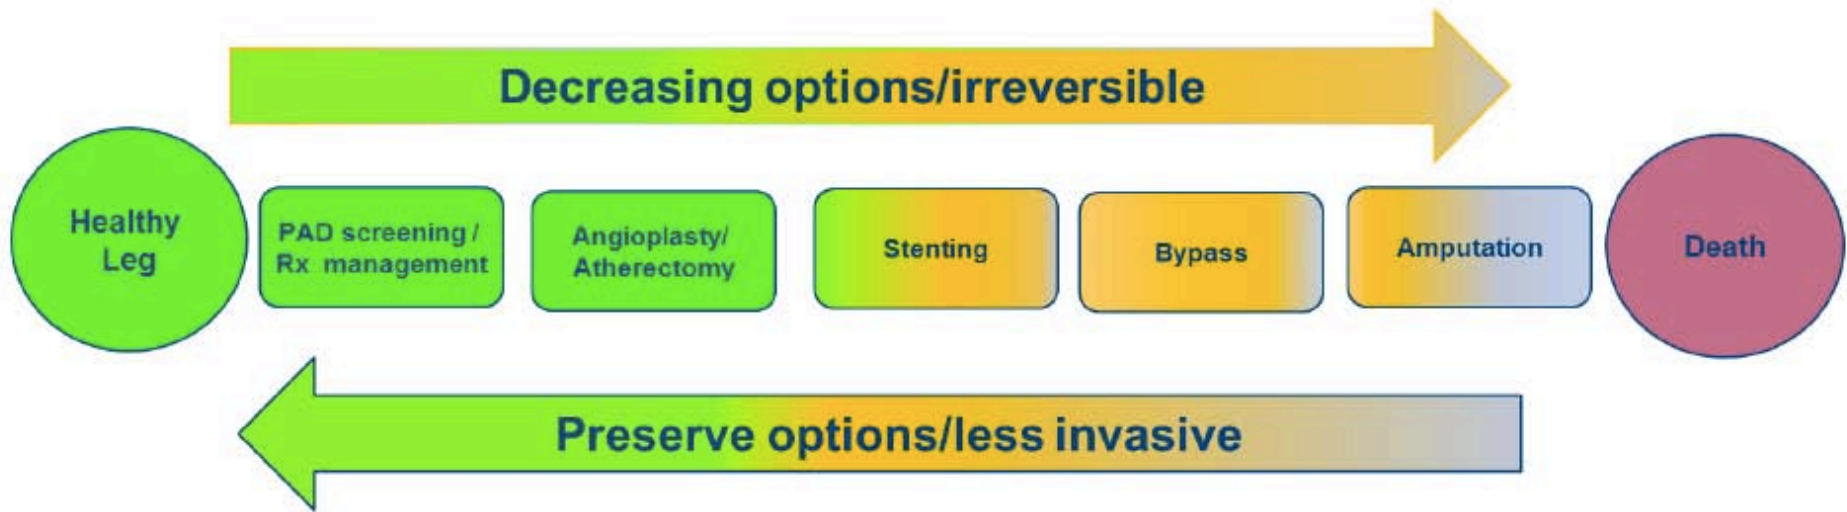 Decreasing options/irreversible
Healthy
Leg
PAD screening /
Rx management
Angioplasty/
Atherectomy
Stenting
Bypass
Amputation
Death
Preserve options/less invasive